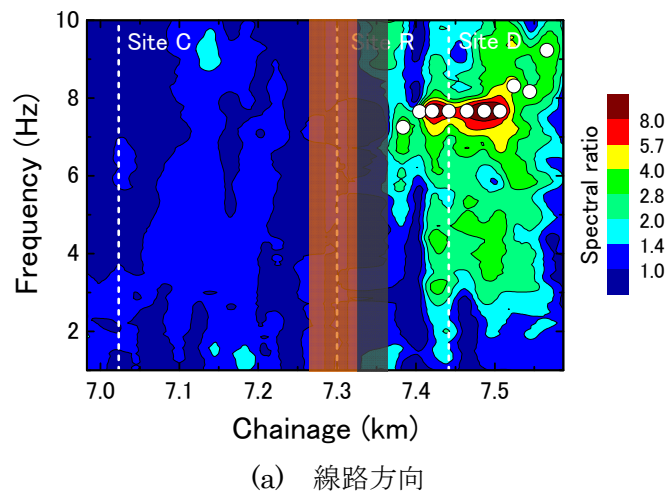 10
8
6
4
2
Frequency (Hz)
Site C
Site R
Site D
7.0
7.1
7.2
7.3
7.4
7.5
Chainage (km)
8.0
5.7
4.0
2.8
2.0
1.4
1.0
Spectral ratio
(a) 線路方向